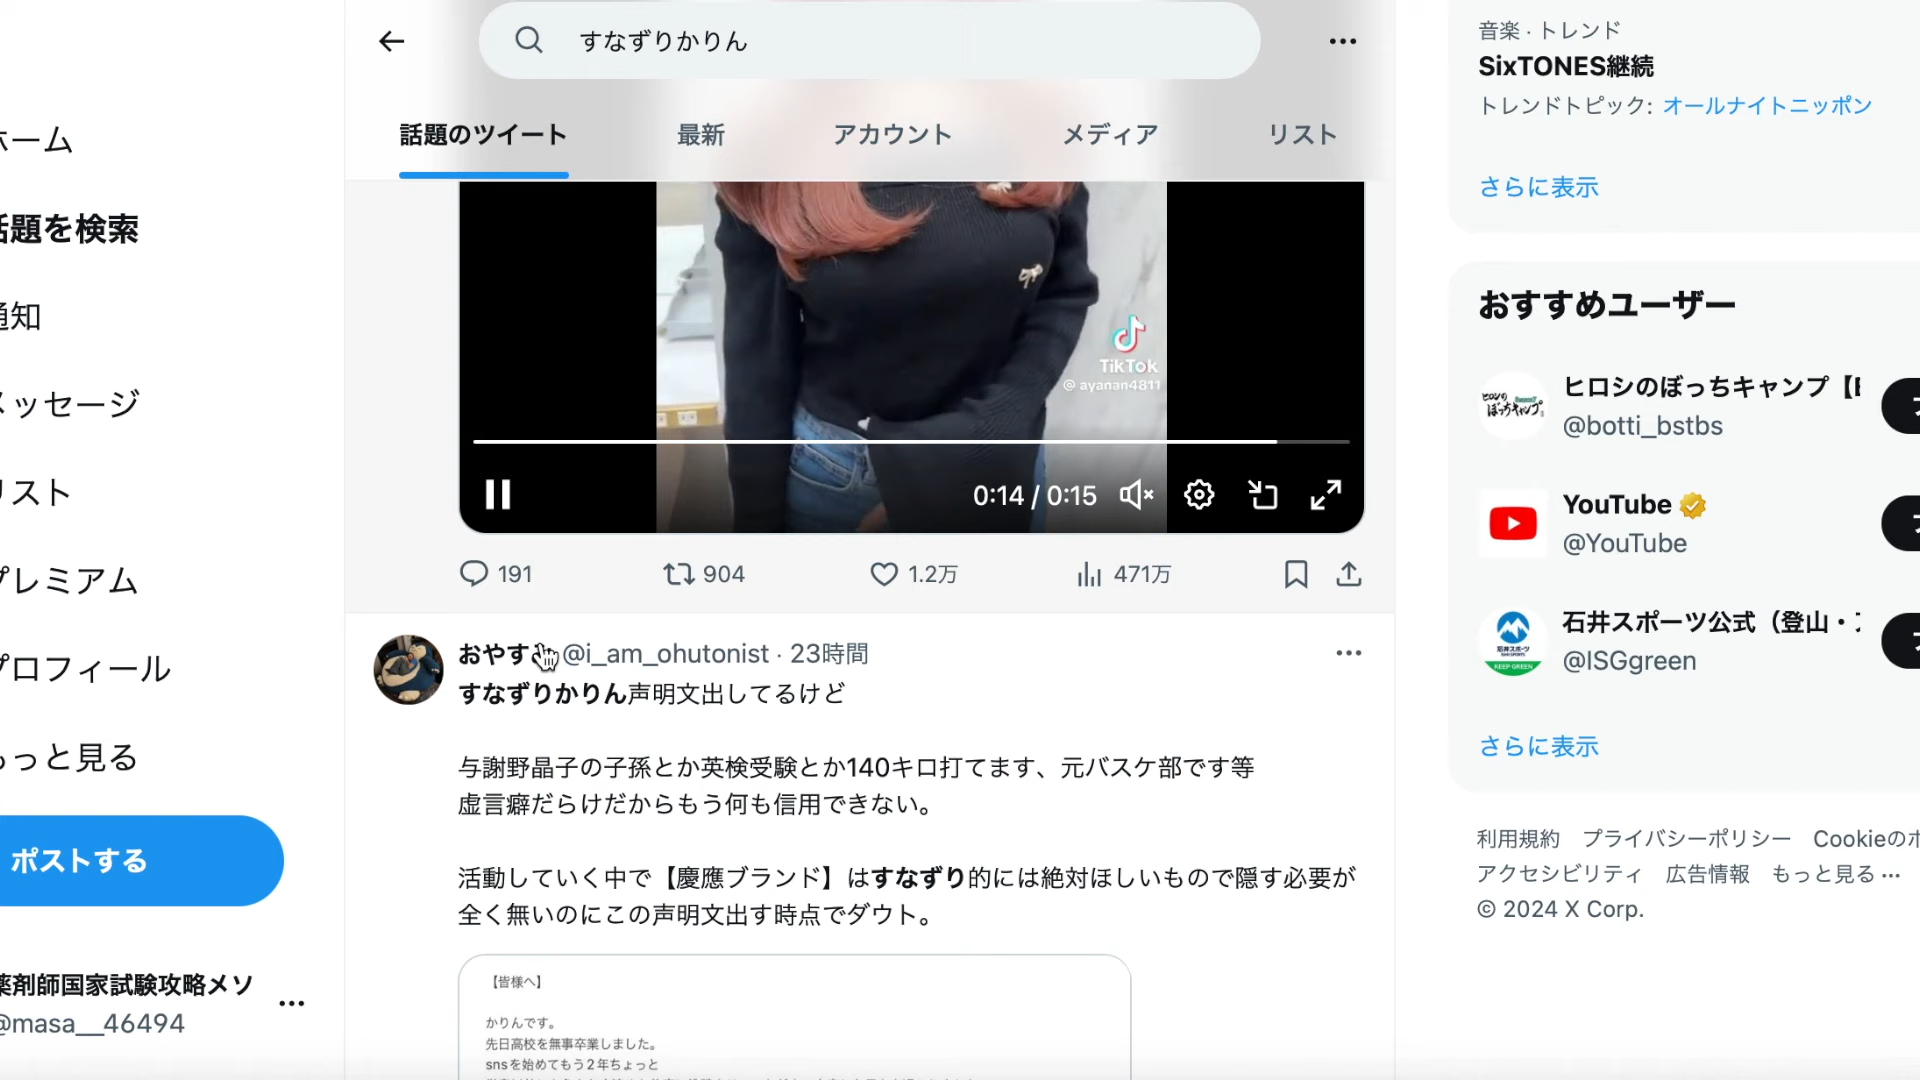 ホーム
話題を検索
通知
メッセージ
リスト
プレミアム
プロフィール
もっと見る
ポストする
薬剤師国家試験攻略メソ
@masa__46494
すなずりかりん
話題のツイート 最新 アカウント メディア リスト
TikTok
@ayanan4811
0:14 / 0:15
191 904 1.2万 471万
おやす @i_am_ohutonist · 23時間
すなずりかりん声明文出してるけど
与謝野晶子の子孫とか英検受験とか140キロ打てます、元バスケ部です等
虚言癖だらけだからもう何も信用できない。
活動していく中で【慶應ブランド】はすなずり的には絶対ほしいもので隠す必要が
全く無いのにこの声明文出す時点でダウト。
【皆様へ】
かりんです。
先日高校を無事卒業しました。
snsを始めてもう2年ちょっと
音楽 · トレンド
SixTONES継続
トレンドトピック: オールナイトニッポン
さらに表示
おすすめユーザー
ヒロシのぼっちキャンプ【
@botti_bstbs
YouTube
@YouTube
石井スポーツ公式（登山・
@ISGgreen
さらに表示
利用規約 プライバシーポリシー Cookieの
アクセシビリティ 広告情報 もっと見る ···
© 2024 X Corp.